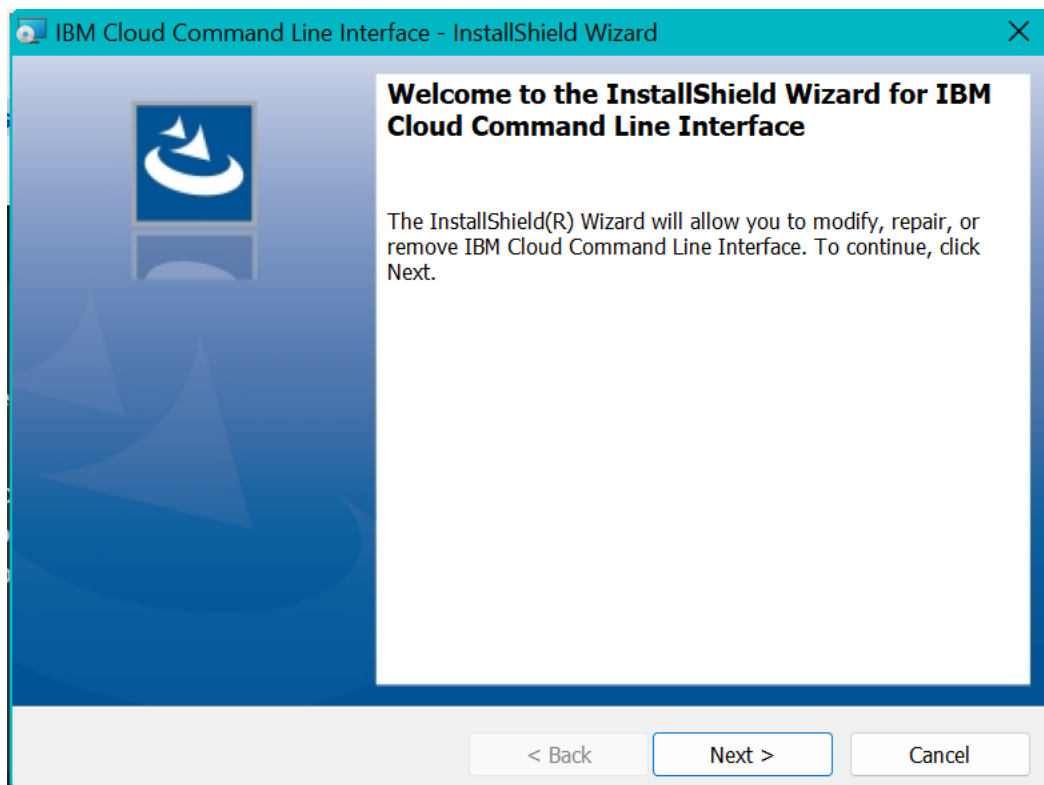 IBM Cloud Command Line Interface - InstallShield Wizard
Welcome to the InstallShield Wizard for IBM
Cloud Command Line Interface
The InstallShield(R) Wizard will allow you to modify, repair, or
remove IBM Cloud Command Line Interface. To continue, click
Next.
< Back
Next >
Cancel